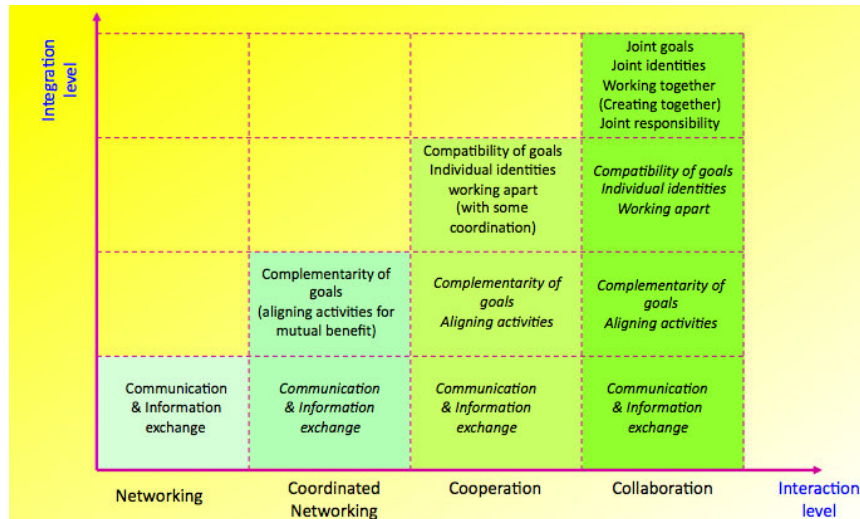 Integration
level
Joint goals
Joint identities
Working together
(Creating together)
Joint responsibility
Compatibility of goals
Individual identities
working apart
(with some
coordination)
Compatibility of goals
Individual identities
Working apart
Complementarity of
goals
(aligning activities for
mutual benefit)
Complementarity of
goals
Aligning activities
Complementarity of
goals
Aligning activities
Communication
& Information
exchange
Communication
& Information
exchange
Communication
& Information
exchange
Communication
& Information
exchange
Networking
Coordinated
Networking
Cooperation
Collaboration
Interaction
level